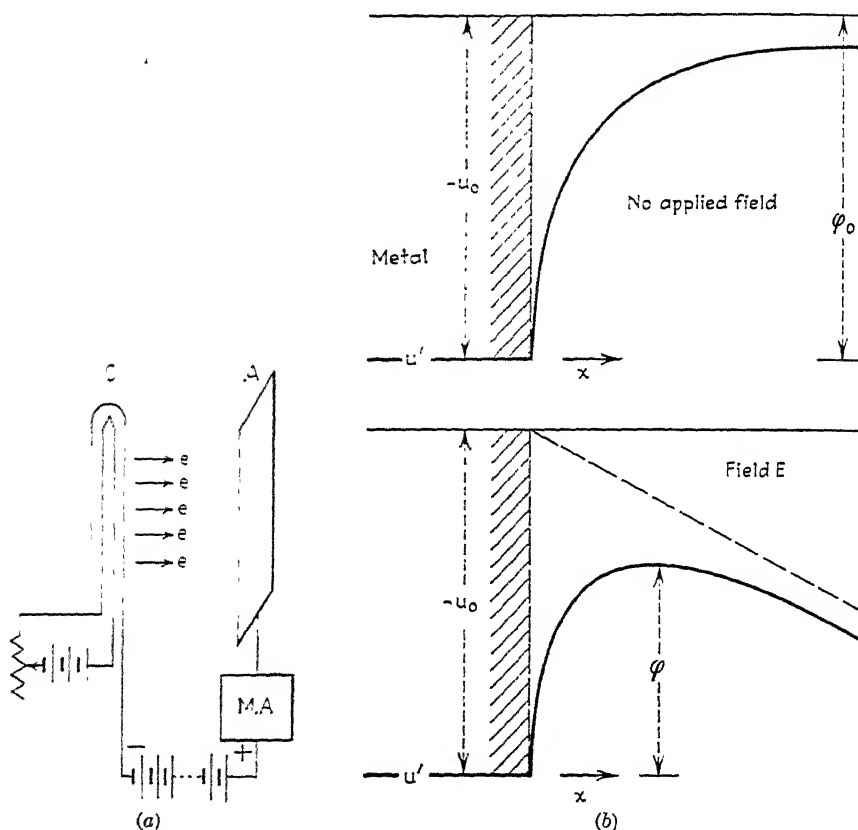 -u₀
No applied field
φ₀
Metal
u'
x
C
A
e
e
e
e
e
Field E
-u₀
φ
M.A
u'
x
- +
(a)
(b)